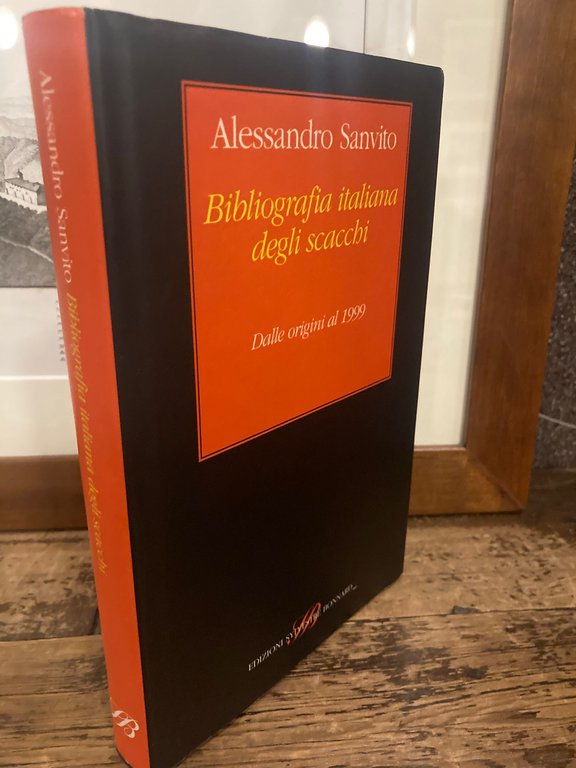 Alessandro Sanvito
Bibliografia italiana
degli scacchi
Dalle origini al 1999
EDIZIONI SYLVESTRE BONNARD
Alessandro Sanvito Bibliografia italiana degli scacchi